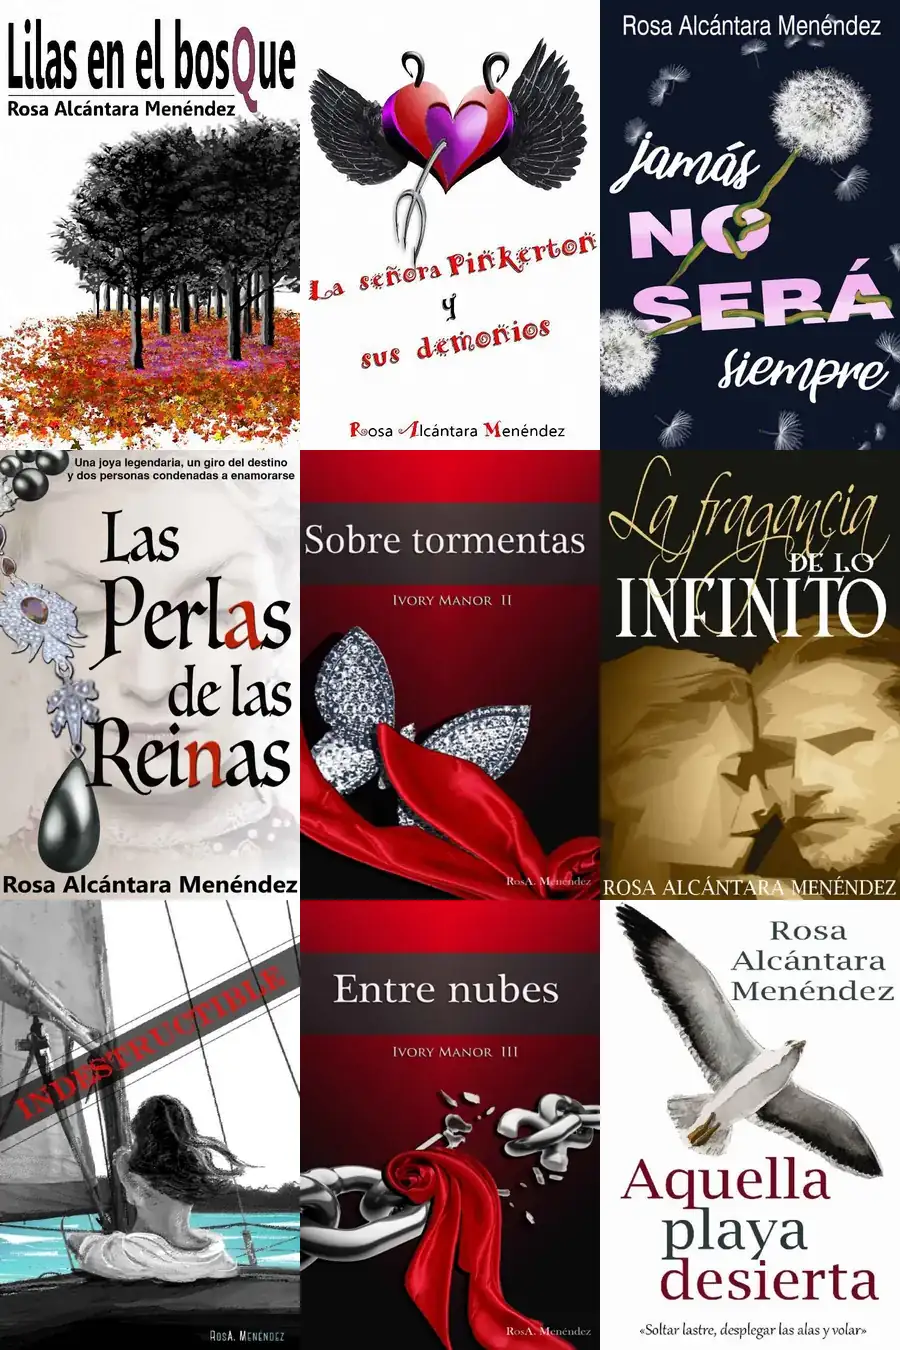 Lilas en el bosQue
Rosa Alcántara Menéndez
La señora Pinkerton
y
sus demonios
Rosa Alcántara Menéndez
Rosa Alcántara Menéndez
jamás
NO
SERÁ
siempre
Una joya legendaria, un giro del destino
y dos personas condenadas a enamorarse
Las
Perlas
de las
Reinas
Rosa Alcántara Menéndez
Sobre tormentas
IVORY MANOR II
ROSA. MENÉNDEZ
La fragancia
DE LO
INFINITO
ROSA ALCÁNTARA MENÉNDEZ
INDESTRUCTIBLE
ROSA. MENÉNDEZ
Entre nubes
IVORY MANOR III
ROSA. MENÉNDEZ
Rosa
Alcántara
Menéndez
Aquella
playa
desierta
«Soltar lastre, desplegar las alas y volar»